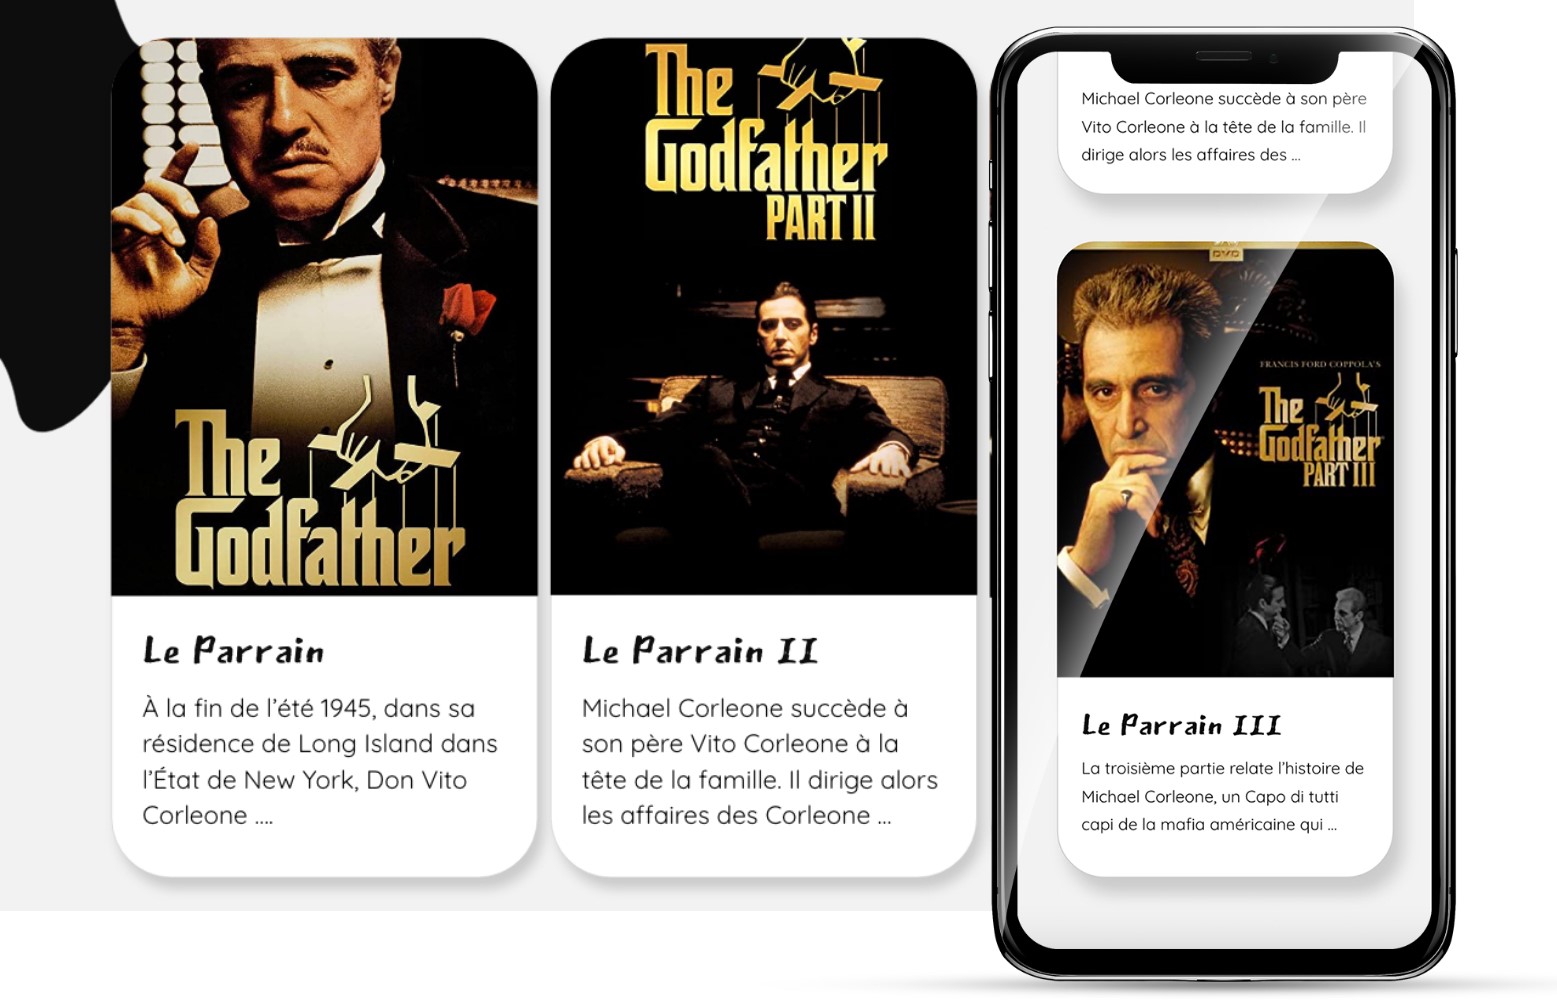 The
Godfather
Le Parrain
À la fin de l'été 1945, dans sa
résidence de Long Island dans
l'État de New York, Don Vito
Corleone ....
The
Godfather
PART II
Le Parrain II
Michael Corleone succède à
son père Vito Corleone à la
tête de la famille. Il dirige alors
les affaires des Corleone ...
Michael Corleone succède à son père
Vito Corleone à la tête de la famille. Il
dirige alors les affaires des ...
DVD
FRANCIS FORD COPPOLA'S
The
Godfather
PART III
Le Parrain III
La troisième partie relate l'histoire de
Michael Corleone, un Capo di tutti
capi de la mafia américaine qui ...